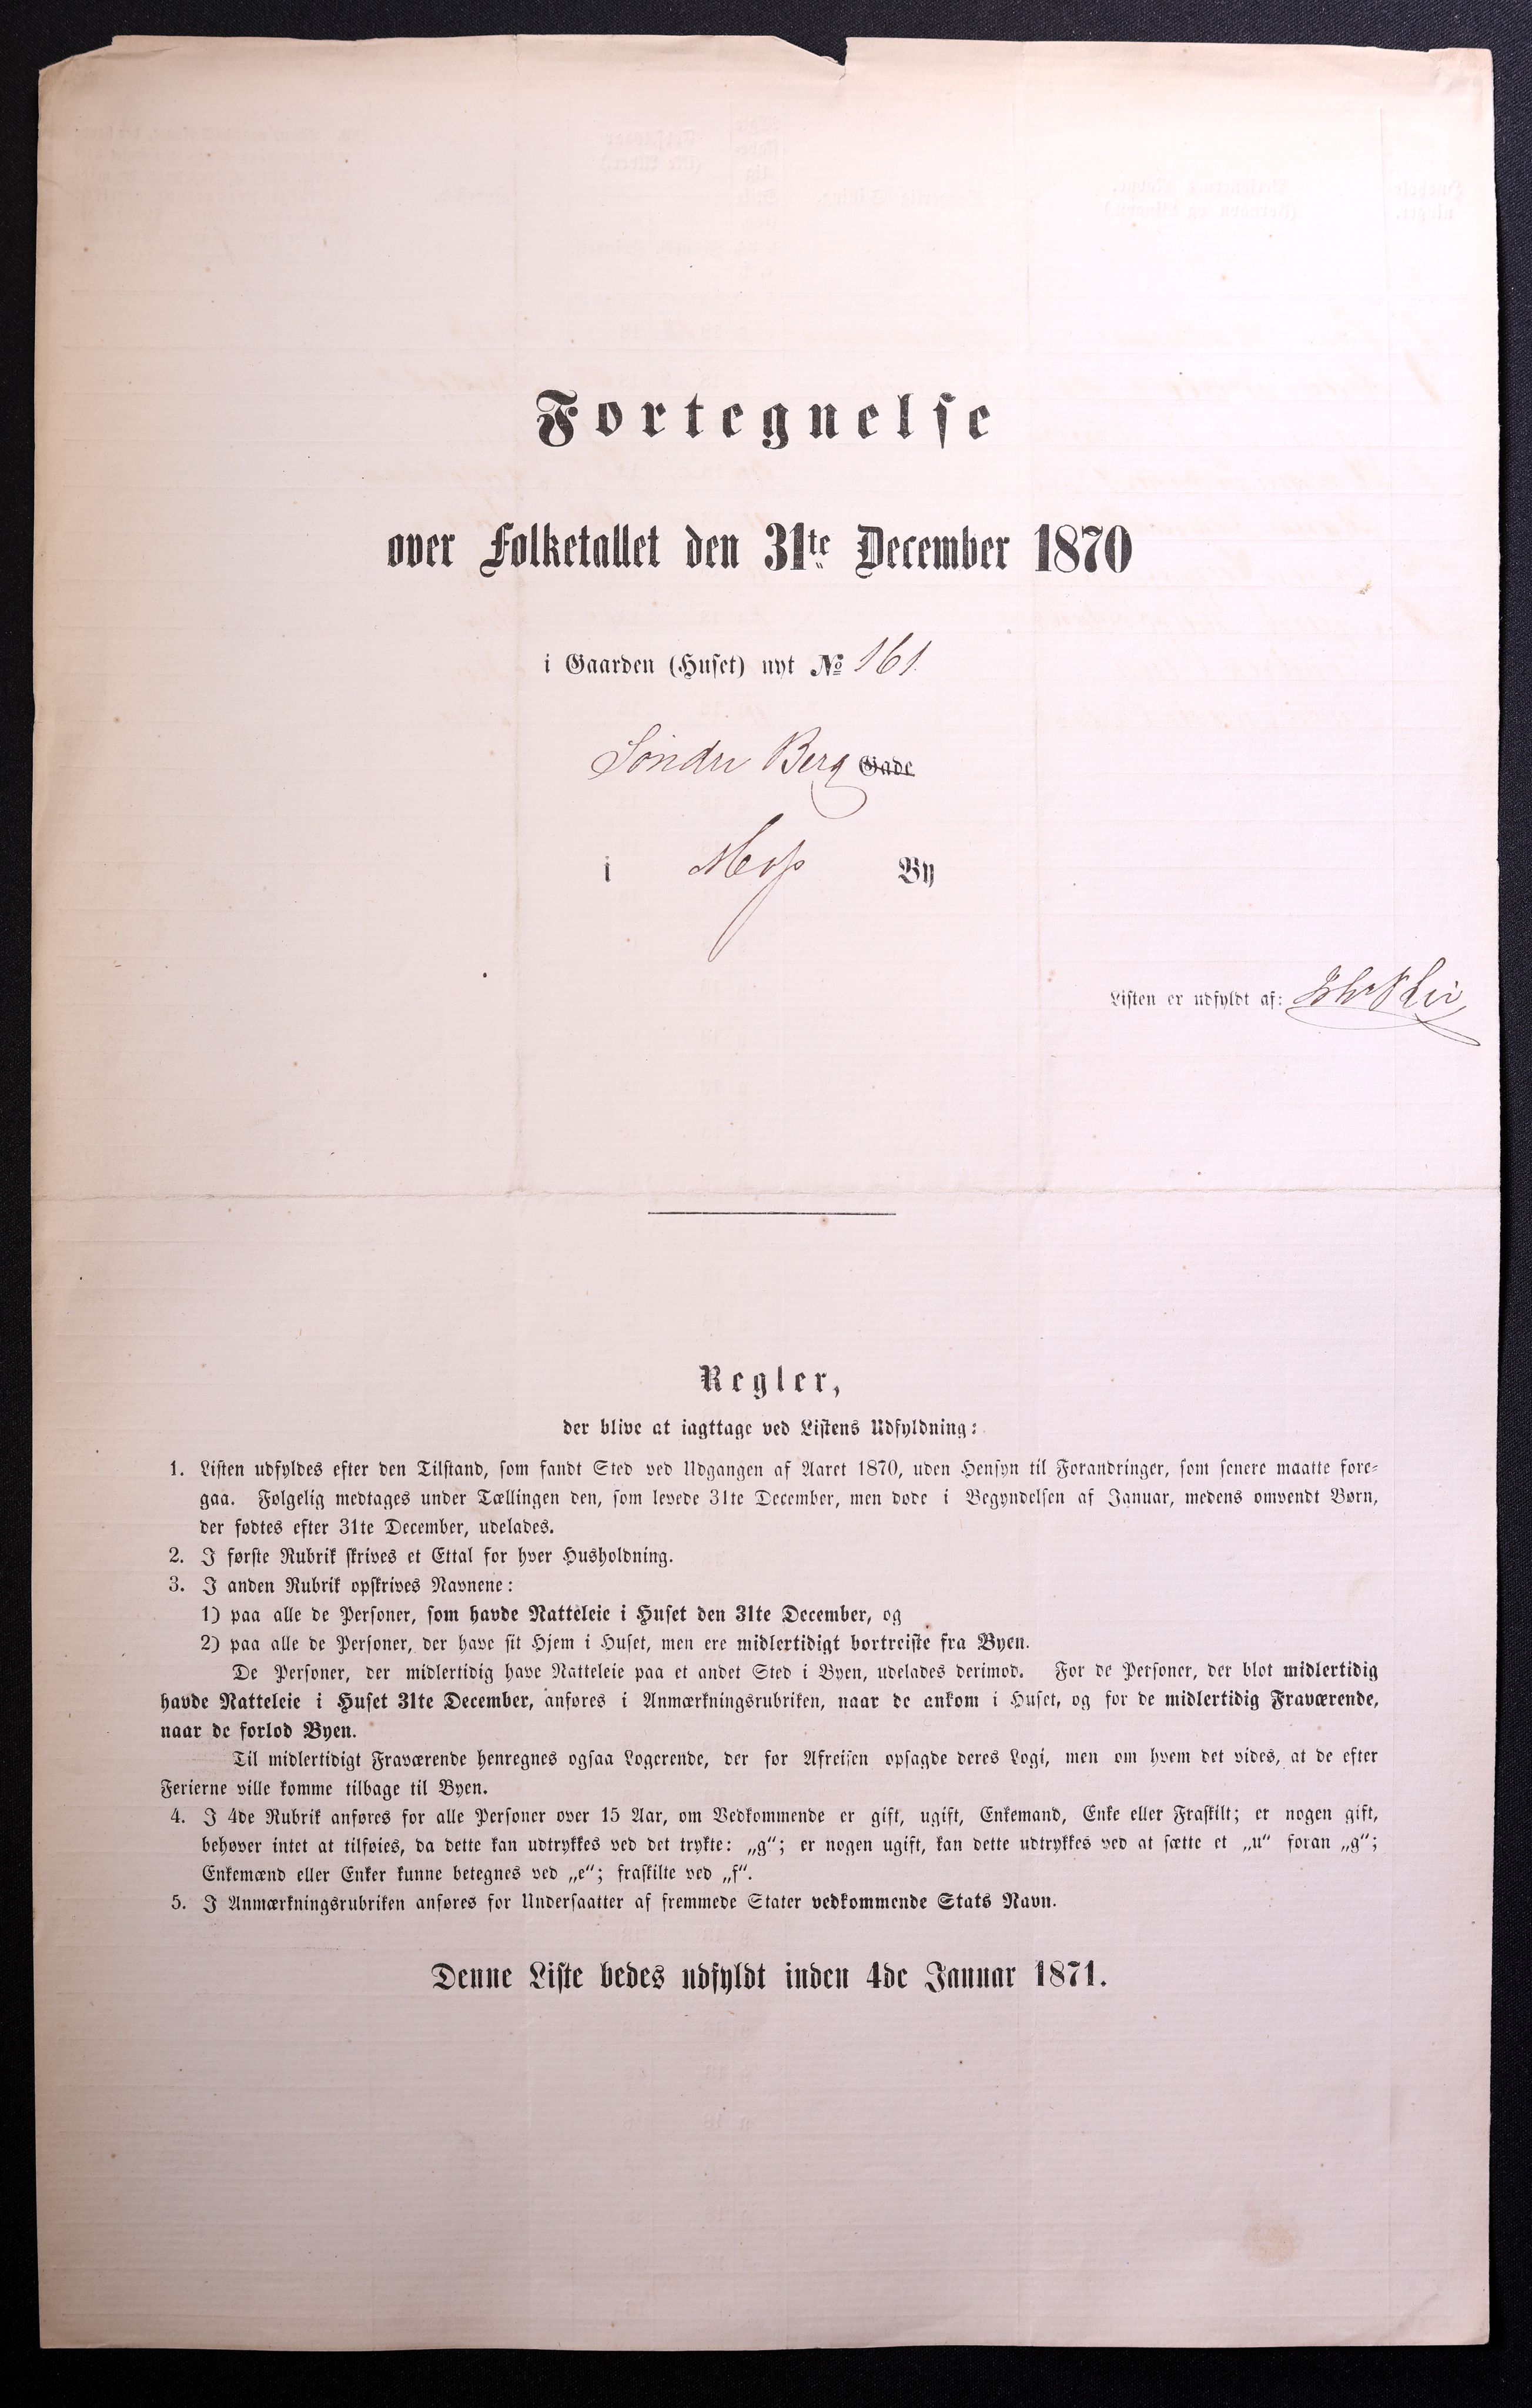 Fortegnelse
over Folketallet den 31te December 1870
i Gaarden (Huset) nyt № 161
Söndre Berg Gade
i Moss By
Listen er udfyldt af:
Regler,
der blive at iagttage ved Listens Udfyldning:
1. Listen udfyldes efter den Tilstand, som fandt Sted ved Udgangen af Aaret 1870, uden Hensyn til Forandringer, som senere maatte fore-
gaa. Følgelig medtages under Tællingen den, som levede 31te December, men døde i Begyndelsen af Januar, medens omvendt Børn,
der fødtes efter 31te December, udelades.
2. I første Rubrik skrives et Ettal for hver Husholdning.
3. I anden Rubrik opskrives Navnene:
1) paa alle de Personer, som havde Natteleie i Huset den 31te December, og
2) paa alle de Personer, der have sit Hjem i Huset, men ere midlertidigt bortreiste fra Byen.
De Personer, der midlertidig have Natteleie paa et andet Sted i Byen, udelades derimod. For de Personer, der blot midlertidig
havde Natteleie i Huset 31te December, anføres i Anmærkningsrubriken, naar de ankom i Huset, og for de midlertidig Fraværende,
naar de forlod Byen.
Til midlertidigt Fraværende henregnes ogsaa Logerende, der før Afreisen opsagde deres Logi, men om hvem det vides, at de efter
Ferierne ville komme tilbage til Byen.
4. I 4de Rubrik anføres for alle Personer over 15 Aar, om Vedkommende er gift, ugift, Enkemand, Enke eller Fraskilt; er nogen gift,
behøver intet at tilføies, da dette kan udtrykkes ved det trykte: „g“; er nogen ugift, kan dette udtrykkes ved at sætte et „u“ foran „g“;
Enkemænd eller Enker kunne betegnes ved „e“; fraskilte ved „f“.
5. I Anmærkningsrubriken anføres for Undersaatter af fremmede Stater vedkommende Stats Navn.
Denne Liste bedes udfyldt inden 4de Januar 1871.